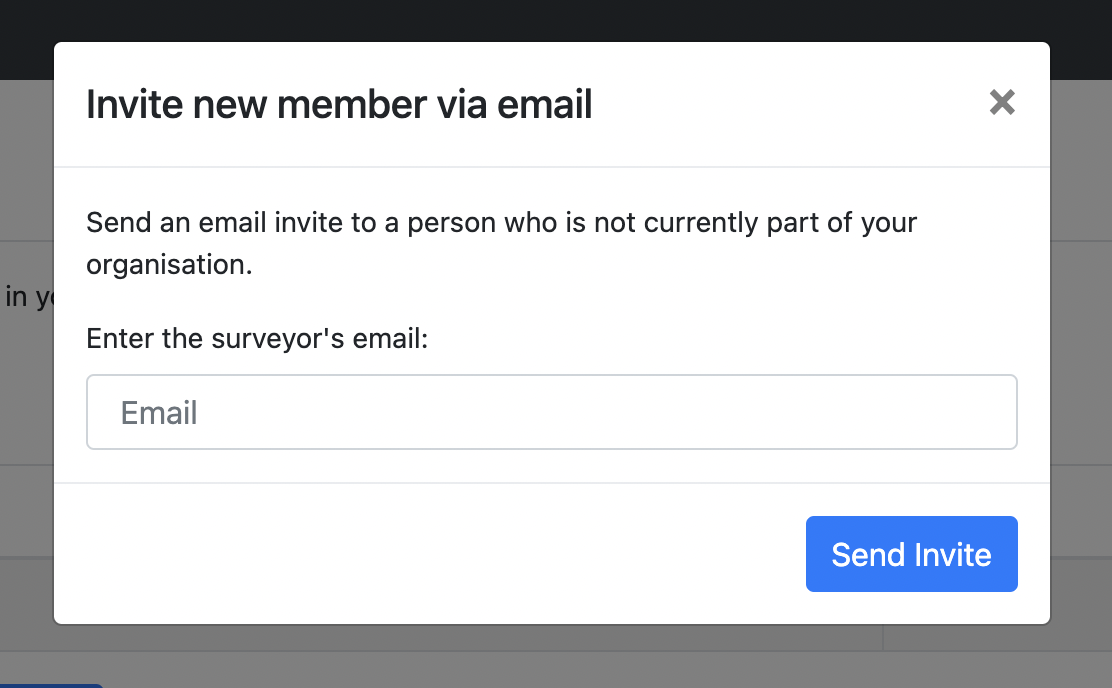 Invite new member via email
Send an email invite to a person who is not currently part of your
organisation.
in
Enter the surveyor's email:
Email
Send Invite